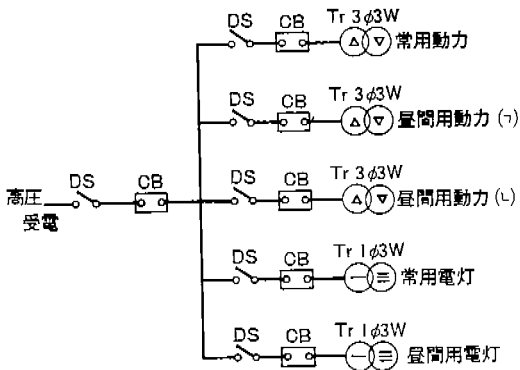 DS CB Tr 3φ3W
常用動力
DS CB Tr 3φ3W
昼間用動力(ㄱ)
高圧
受電
DS CB
DS CB Tr 3φ3W
昼間用動力(ㄴ)
DS CB Tr 1φ3W
常用電灯
DS CB Tr 1φ3W
昼間用電灯